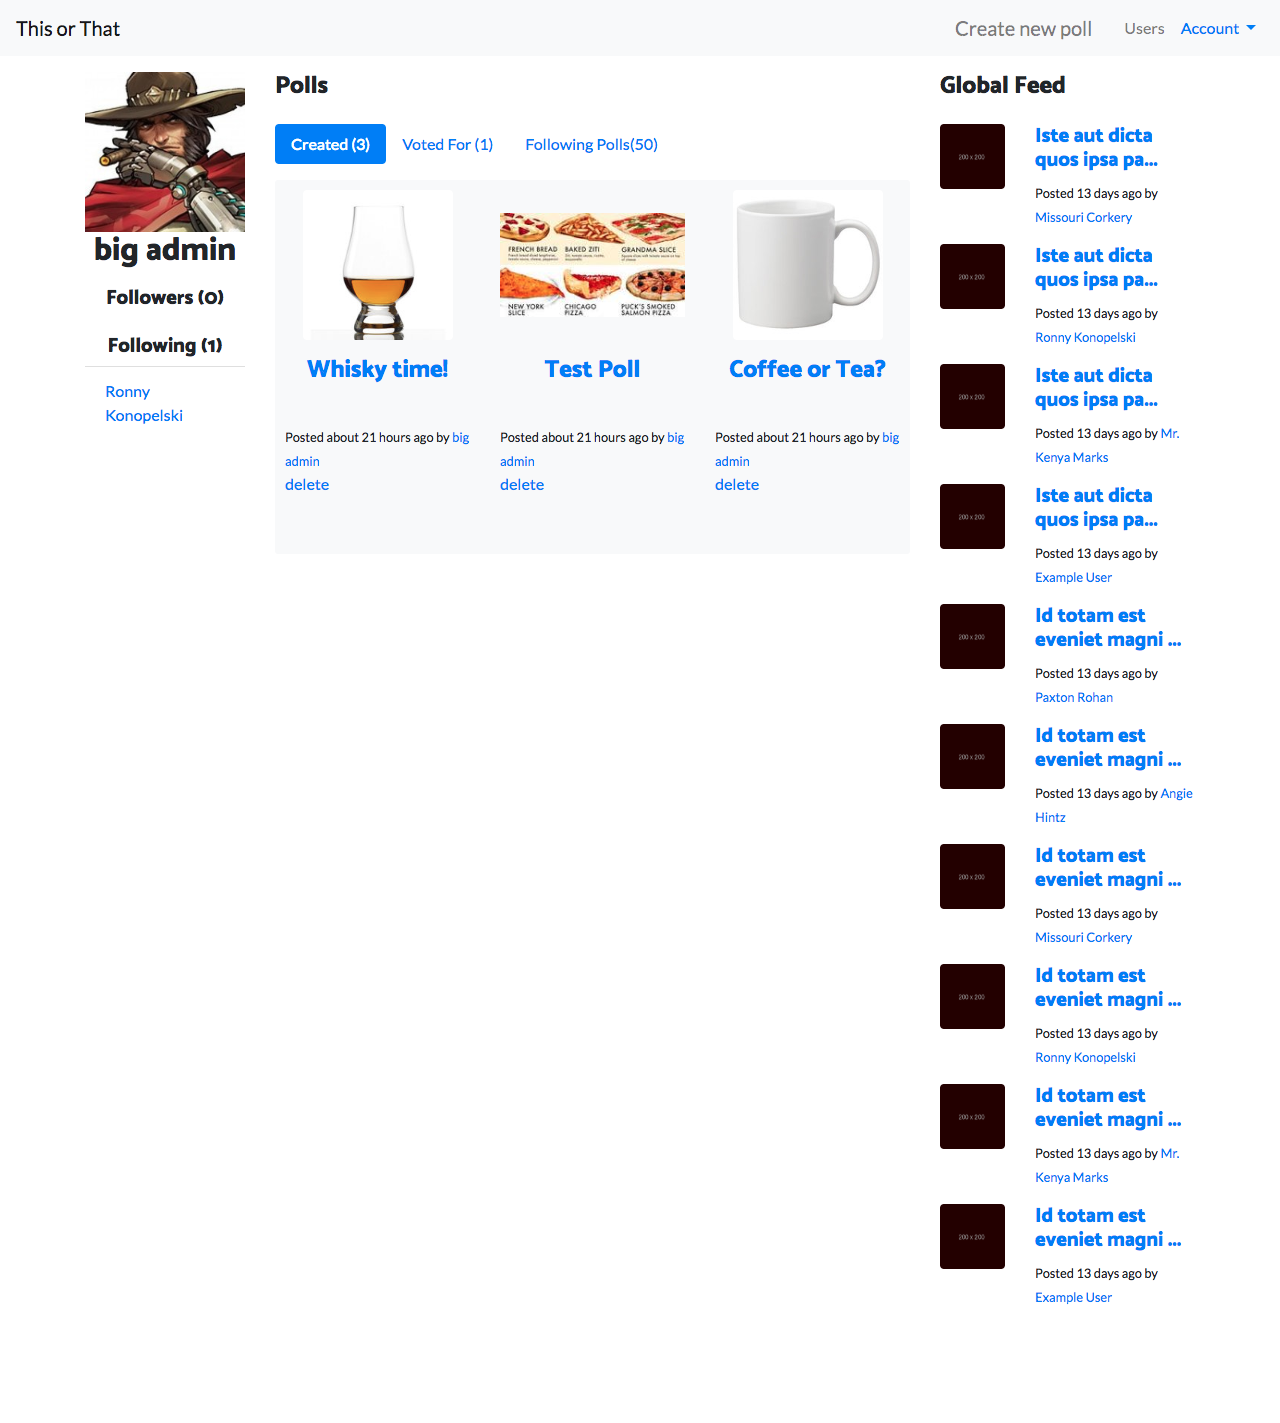 This or That
Create new poll
Users
Account
big admin
Followers (0)
Following (1)
Ronny
Konopelski
Polls
Created (3)
Voted For (1)
Following Polls(50)
FRENCH BREAD
BAKED ZITI
GRANDMA SLICE
NEW YORK
SLICE
CHICAGO
PIZZA
PUCK'S SMOKED
SALMON PIZZA
Whisky time!
Posted about 21 hours ago by big
admin
delete
Test Poll
Posted about 21 hours ago by big
admin
delete
Coffee or Tea?
Posted about 21 hours ago by big
admin
delete
Global Feed
200 x 200
Iste aut dicta
quos ipsa pa...
Posted 13 days ago by
Missouri Corkery
200 x 200
Iste aut dicta
quos ipsa pa...
Posted 13 days ago by
Ronny Konopelski
200 x 200
Iste aut dicta
quos ipsa pa...
Posted 13 days ago by Mr.
Kenya Marks
200 x 200
Iste aut dicta
quos ipsa pa...
Posted 13 days ago by
Example User
200 x 200
Id totam est
eveniet magni ...
Posted 13 days ago by
Paxton Rohan
200 x 200
Id totam est
eveniet magni ...
Posted 13 days ago by Angie
Hintz
200 x 200
Id totam est
eveniet magni ...
Posted 13 days ago by
Missouri Corkery
200 x 200
Id totam est
eveniet magni ...
Posted 13 days ago by
Ronny Konopelski
200 x 200
Id totam est
eveniet magni ...
Posted 13 days ago by Mr.
Kenya Marks
200 x 200
Id totam est
eveniet magni ...
Posted 13 days ago by
Example User